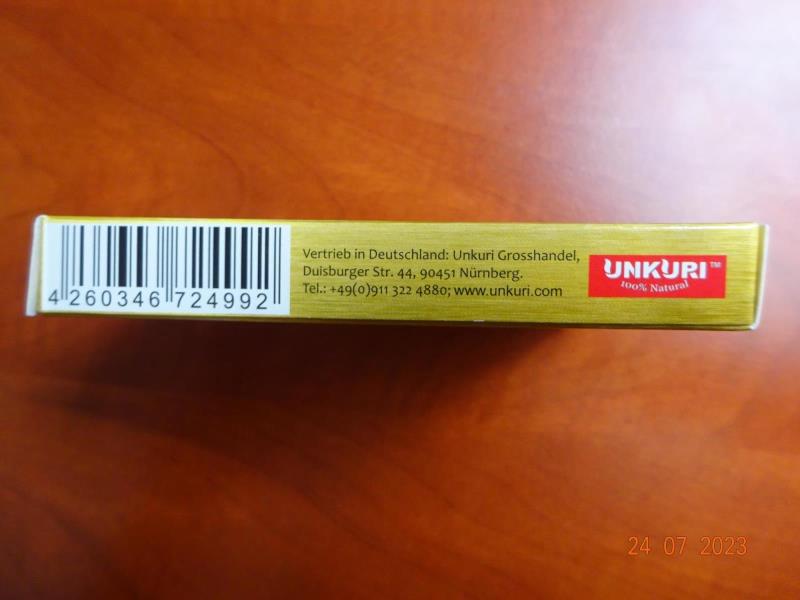 4 260346 724992
Vertrieb in Deutschland: Unkuri Grosshandel,
Duisburger Str. 44, 90451 Nürnberg.
Tel.: +49(0)911 322 4880; www.unkuri.com
UNKURI™
100% Natural
24 07 2023